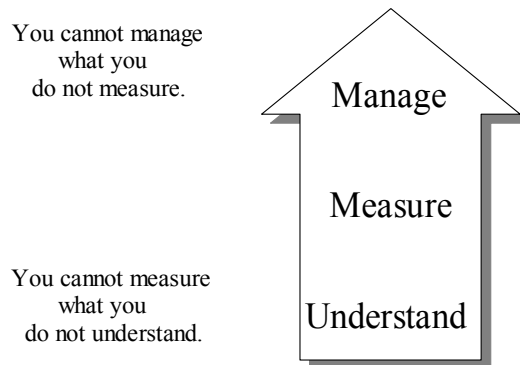 You cannot manage
what you
do not measure.
Manage
Measure
You cannot measure
what you
do not understand.
Understand